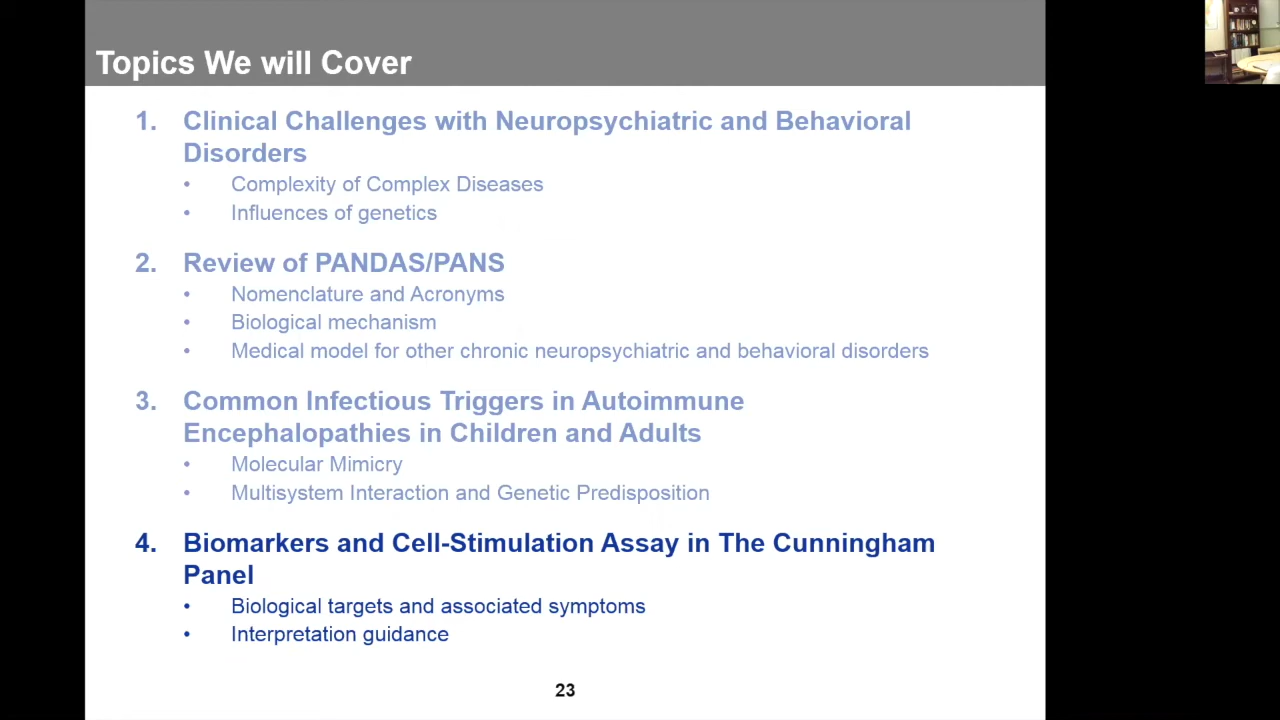 Topics We will Cover
1. Clinical Challenges with Neuropsychiatric and Behavioral
Disorders
• Complexity of Complex Diseases
• Influences of genetics
2. Review of PANDAS/PANS
• Nomenclature and Acronyms
• Biological mechanism
• Medical model for other chronic neuropsychiatric and behavioral disorders
3. Common Infectious Triggers in Autoimmune
Encephalopathies in Children and Adults
• Molecular Mimicry
• Multisystem Interaction and Genetic Predisposition
4. Biomarkers and Cell-Stimulation Assay in The Cunningham
Panel
• Biological targets and associated symptoms
• Interpretation guidance
23